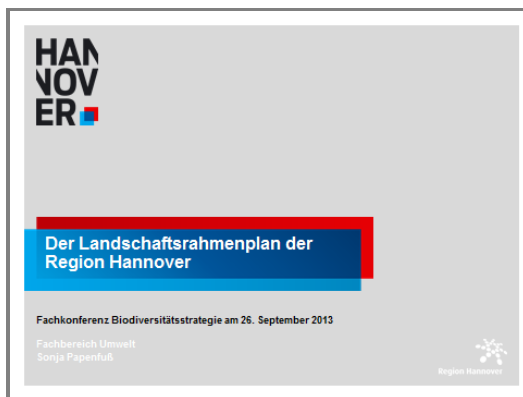 HAN
NOV
ER
Der Landschaftsrahmenplan der
Region Hannover
Fachkonferenz Biodiversitätsstrategie am 26. September 2013
Fachbereich Umwelt
Sonja Papenfuß
Region Hannover